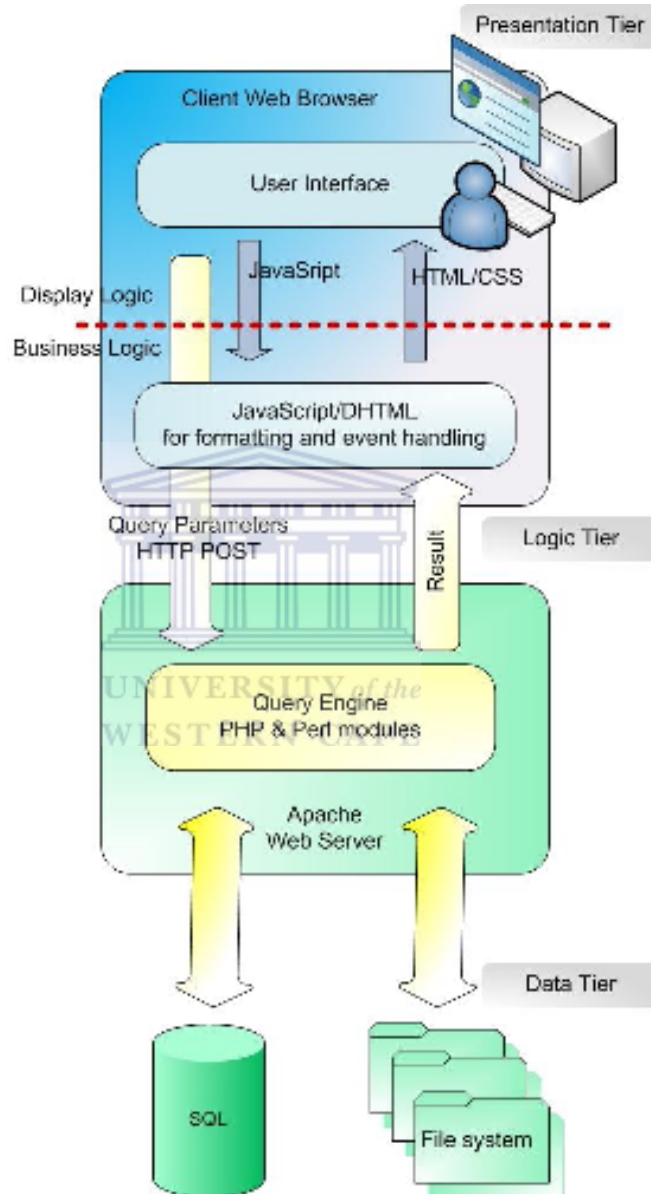 Presentation Tier
Client Web Browser
User Interface
JavaSript
HTML/CSS
Display Logic
Business Logic
JavaScript/DHTML
for formatting and event handling
Query Parameters
HTTP POST
Result
Logic Tier
UNIVERSITY of the
WESTERN CAPE
Query Engine
PHP & Perl modules
Apache
Web Server
Data Tier
SQL
File system